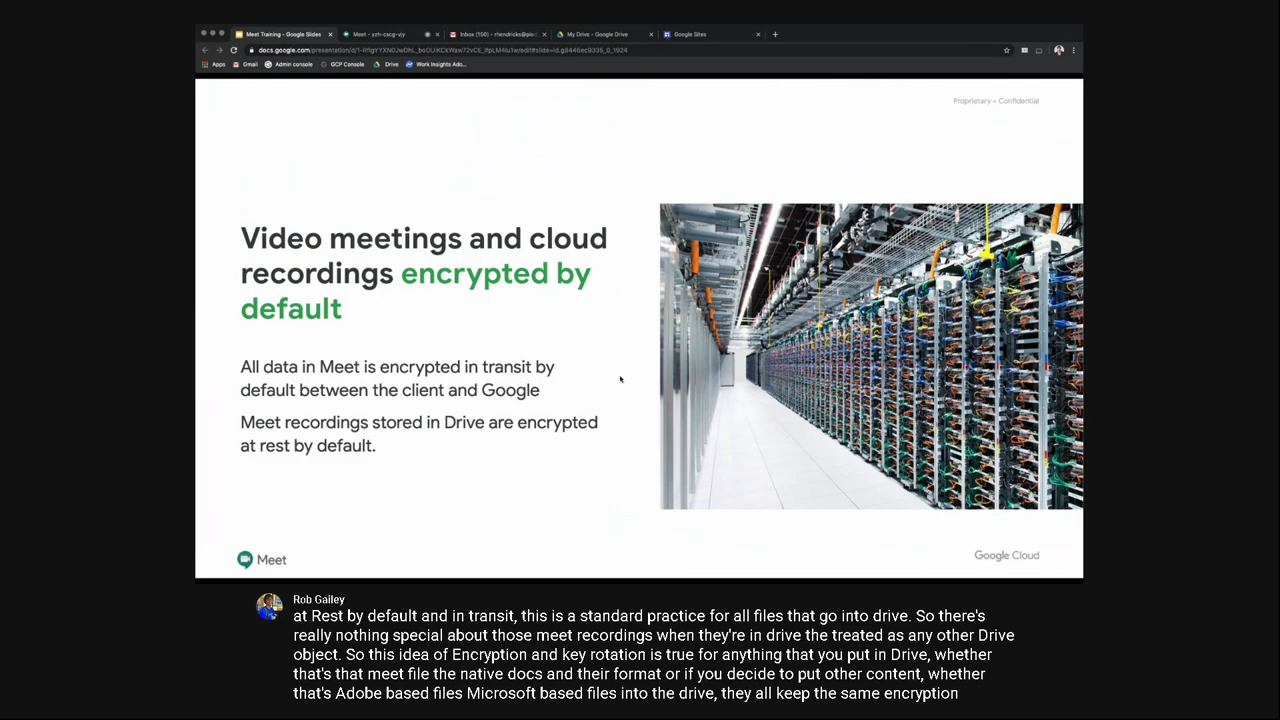 Meet Training - Google Slides
Meet - yzh-cscg-vjy
Inbox (100) - rhendricks@pied
My Drive - Google Drive
Google Sites
Apps
Gmail
Admin console
GCP Console
Drive
Work Insights Ado...
Proprietary + Confidential
Video meetings and cloud
recordings encrypted by
default
All data in Meet is encrypted in transit by
default between the client and Google
Meet recordings stored in Drive are encrypted
at rest by default.
Meet
Google Cloud
Rob Gailey
at Rest by default and in transit, this is a standard practice for all files that go into drive. So there's
really nothing special about those meet recordings when they're in drive the treated as any other Drive
object. So this idea of Encryption and key rotation is true for anything that you put in Drive, whether
that's that meet file the native docs and their format or if you decide to put other content, whether
that's Adobe based files Microsoft based files into the drive, they all keep the same encryption